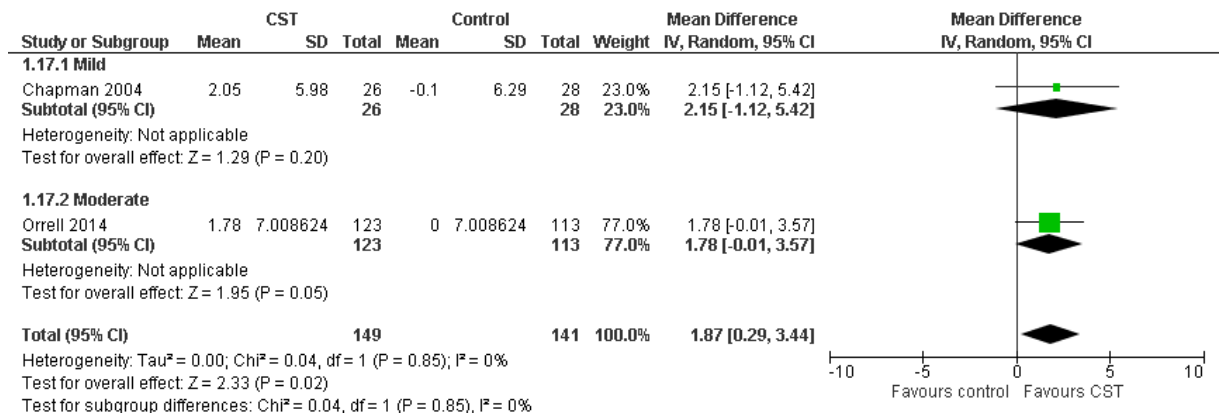 CST Control Mean Difference Mean Difference
Study or Subgroup Mean SD Total Mean SD Total Weight IV, Random, 95% CI IV, Random, 95% CI
1.17.1 Mild
Chapman 2004 2.05 5.98 26 -0.1 6.29 28 23.0% 2.15 [-1.12, 5.42]
Subtotal (95% CI) 26 28 23.0% 2.15 [-1.12, 5.42]
Heterogeneity: Not applicable
Test for overall effect: Z = 1.29 (P = 0.20)
1.17.2 Moderate
Orrell 2014 1.78 7.008624 123 0 7.008624 113 77.0% 1.78 [-0.01, 3.57]
Subtotal (95% CI) 123 113 77.0% 1.78 [-0.01, 3.57]
Heterogeneity: Not applicable
Test for overall effect: Z = 1.95 (P = 0.05)
Total (95% CI) 149 141 100.0% 1.87 [0.29, 3.44]
Heterogeneity: Tau² = 0.00; Chi² = 0.04, df = 1 (P = 0.85); I² = 0%
Test for overall effect: Z = 2.33 (P = 0.02)
Test for subgroup differences: Chi² = 0.04, df = 1 (P = 0.85), I² = 0%
-10 -5 0 5 10
Favours control Favours CST